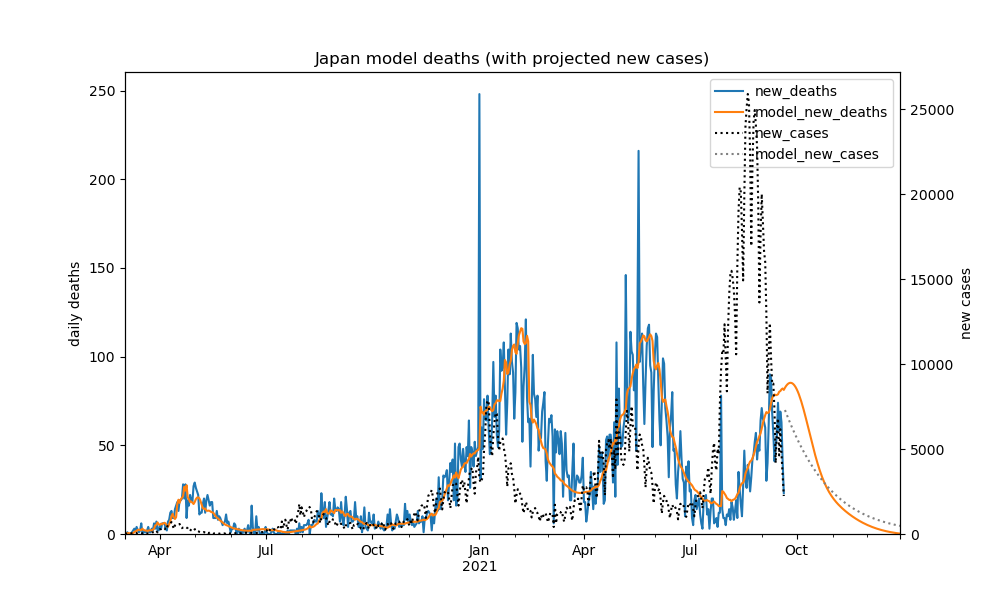 Japan model deaths (with projected new cases)
new_deaths
model_new_deaths
new_cases
model_new_cases
daily deaths
250
200
150
100
50
0
25000
20000
15000
10000
5000
0
new cases
Apr
Jul
Oct
Jan
2021
Apr
Jul
Oct